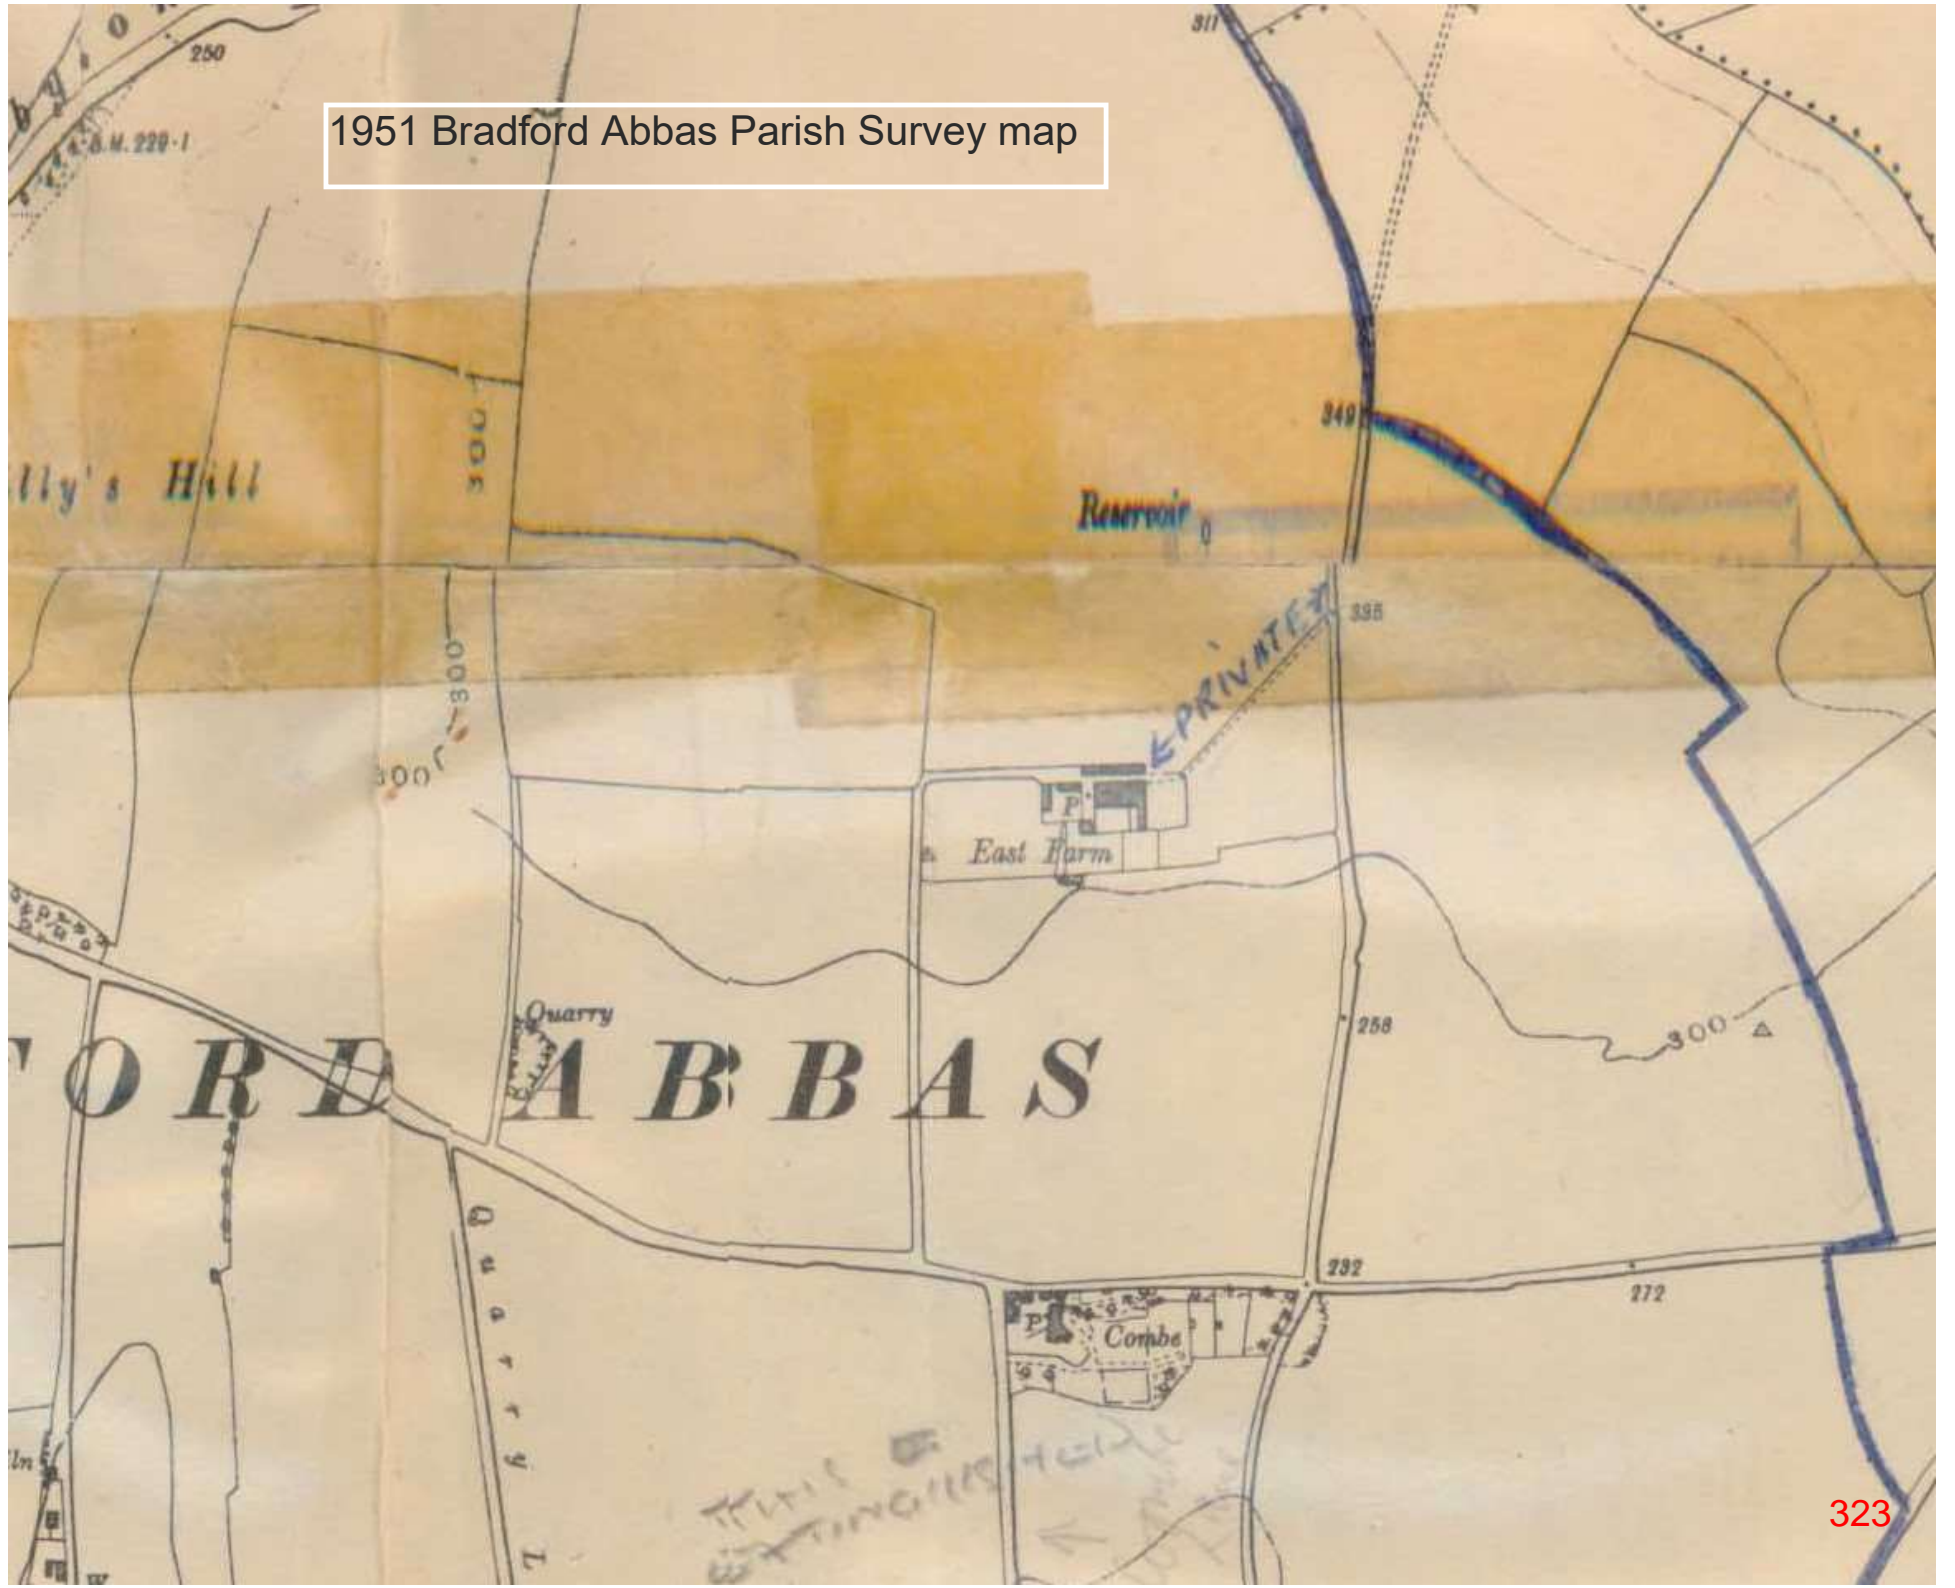 311
250
B.M. 229·1
1951 Bradford Abbas Parish Survey map
349
300
lly's Hill
Reservoir
335
PRIVATE
300
300
P
East Farm
Quarry
258
300
ORD ABBAS
232
272
P
Combe
Quarry L
THIS
W
323